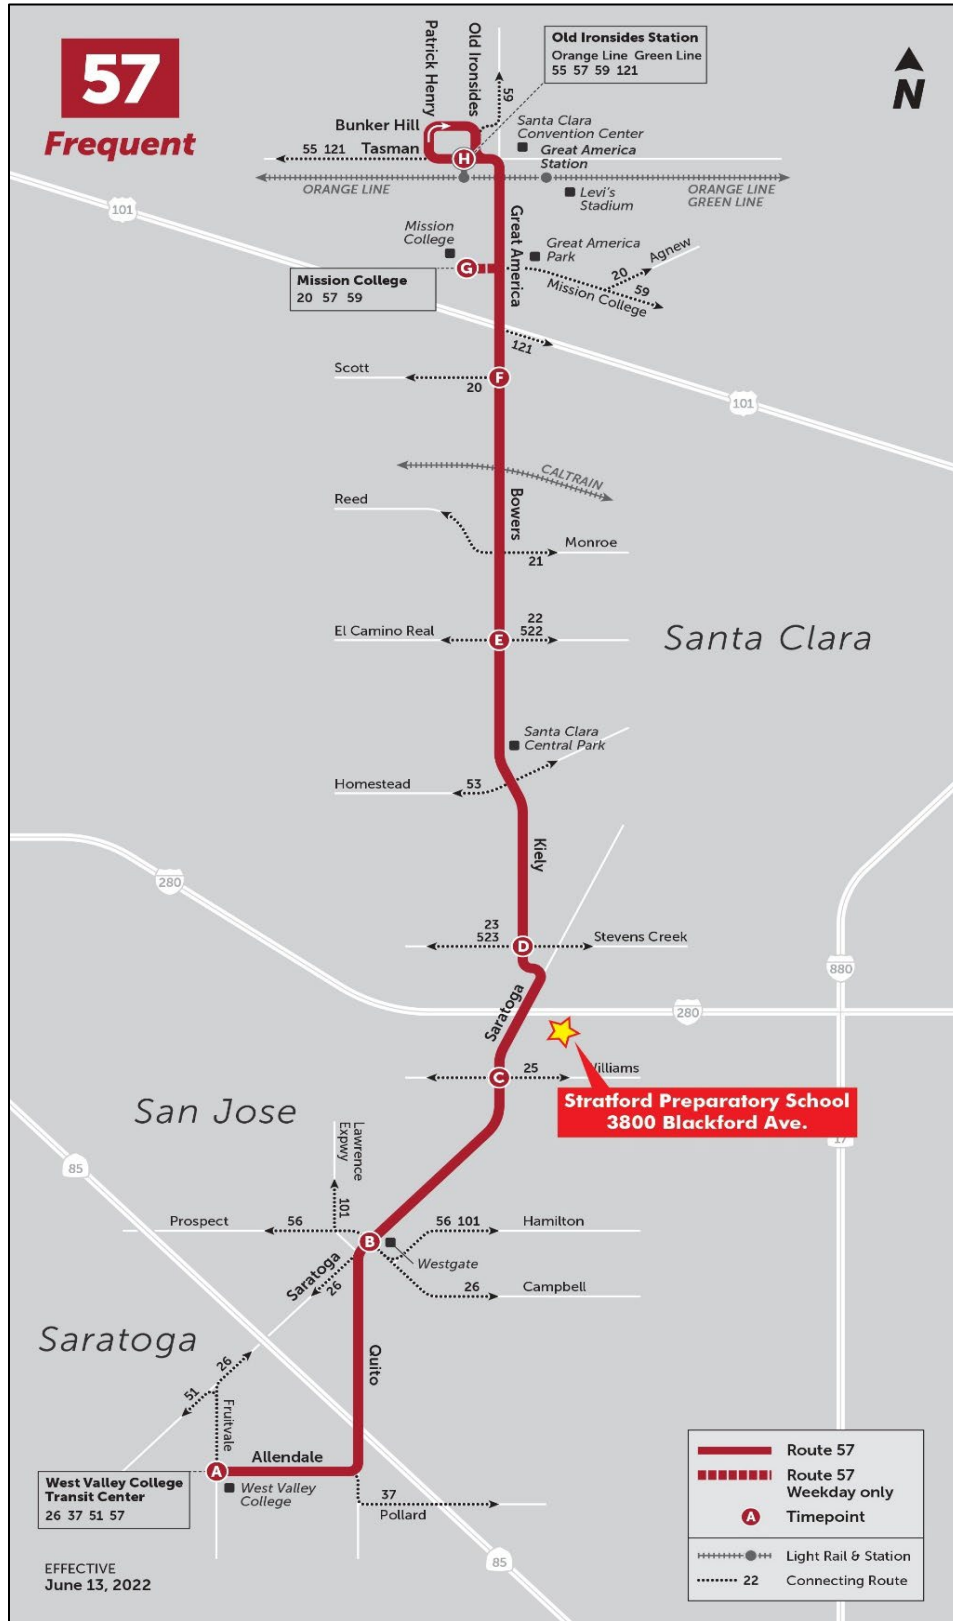 57
Frequent
Patrick Henry
Old Ironsides
Old Ironsides Station
Orange Line Green Line
55 57 59 121
N
59
Bunker Hill
Tasman
Santa Clara
Convention Center
Great America
Station
55 121
H
ORANGE LINE
ORANGE LINE
GREEN LINE
Levi's
Stadium
101
Great America
Mission
College
Great America
Park
Agnew
G
20
59
Mission College
Mission College
20 57 59
121
Scott
F
20
101
CALTRAIN
Bowers
Reed
Monroe
21
22
522
El Camino Real
E
Santa Clara
Santa Clara
Central Park
Homestead
53
Kiely
280
23
523
D
Stevens Creek
880
Saratoga
280
C
25
Stratford Preparatory School
3800 Blackford Ave.
17
San Jose
Lawrence
Expwy
85
101
Prospect
56
56 101
Hamilton
B
Westgate
Saratoga
26
26
Campbell
Saratoga
Quito
26
51
Fruitvale
Allendale
A
West Valley College
Transit Center
26 37 51 57
West Valley
College
37
Pollard
85
EFFECTIVE
June 13, 2022
Route 57
Route 57
Weekday only
A
Timepoint
Light Rail & Station
22
Connecting Route